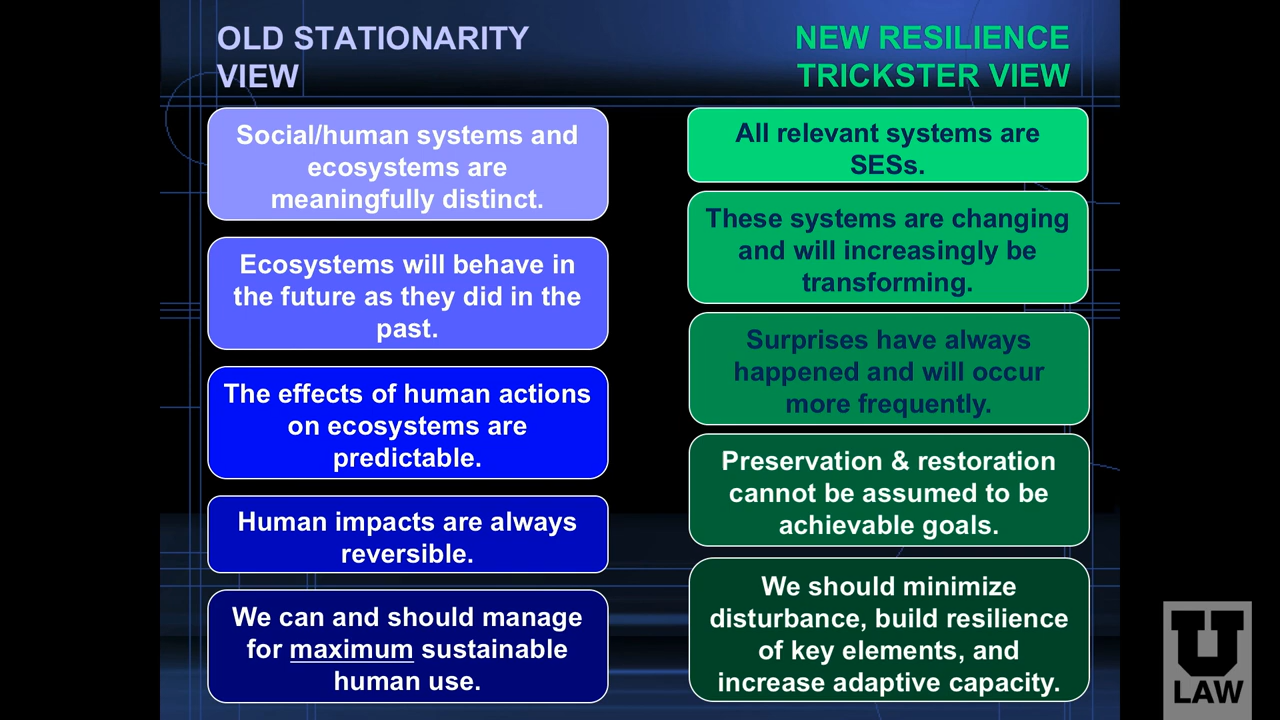 OLD STATIONARITY
VIEW
Social/human systems and
ecosystems are
meaningfully distinct.
Ecosystems will behave in
the future as they did in the
past.
The effects of human actions
on ecosystems are
predictable.
Human impacts are always
reversible.
We can and should manage
for maximum sustainable
human use.
NEW RESILIENCE
TRICKSTER VIEW
All relevant systems are
SESs.
These systems are changing
and will increasingly be
transforming.
Surprises have always
happened and will occur
more frequently.
Preservation & restoration
cannot be assumed to be
achievable goals.
We should minimize
disturbance, build resilience
of key elements, and
increase adaptive capacity.
U
LAW